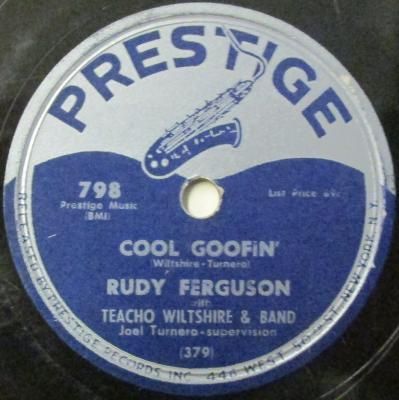 PRESTIGE
798
Prestige Music
(BMI)
List Price 89c
COOL GOOFiN'
(Wiltshire-Turnero)
RUDY FERGUSON
with
TEACHO WILTSHIRE & BAND
Joel Turnero-supervision
(379)
RELEASED BY PRESTIGE RECORDS INC 446 WEST 50 ST NEW YORK, N.Y.